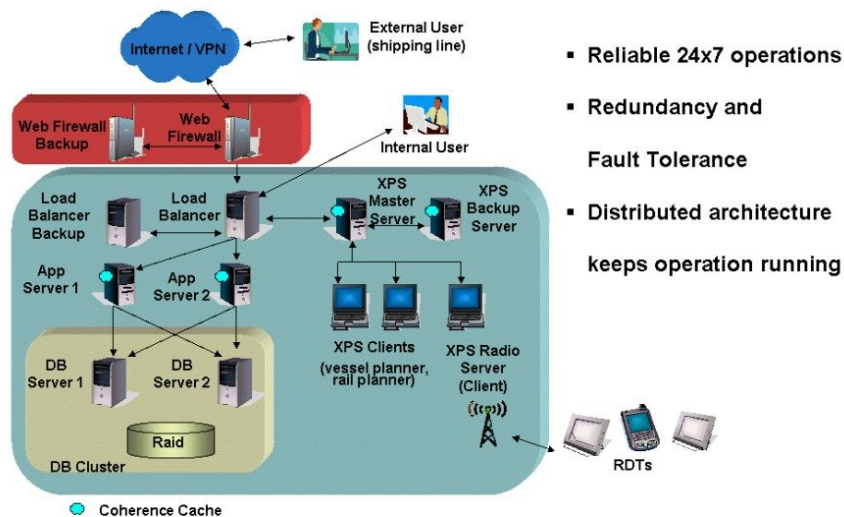 Internet / VPN
External User
(shipping line)
Web Firewall
Backup
Web
Firewall
Internal User
Load
Balancer
Backup
Load
Balancer
XPS
Master
Server
XPS
Backup
Server
App
Server 1
App
Server 2
XPS Clients
(vessel planner,
rail planner)
XPS Radio
Server
(Client)
DB
Server 1
DB
Server 2
Raid
DB Cluster
RDTs
Coherence Cache
▪ Reliable 24x7 operations
▪ Redundancy and
Fault Tolerance
▪ Distributed architecture
keeps operation running